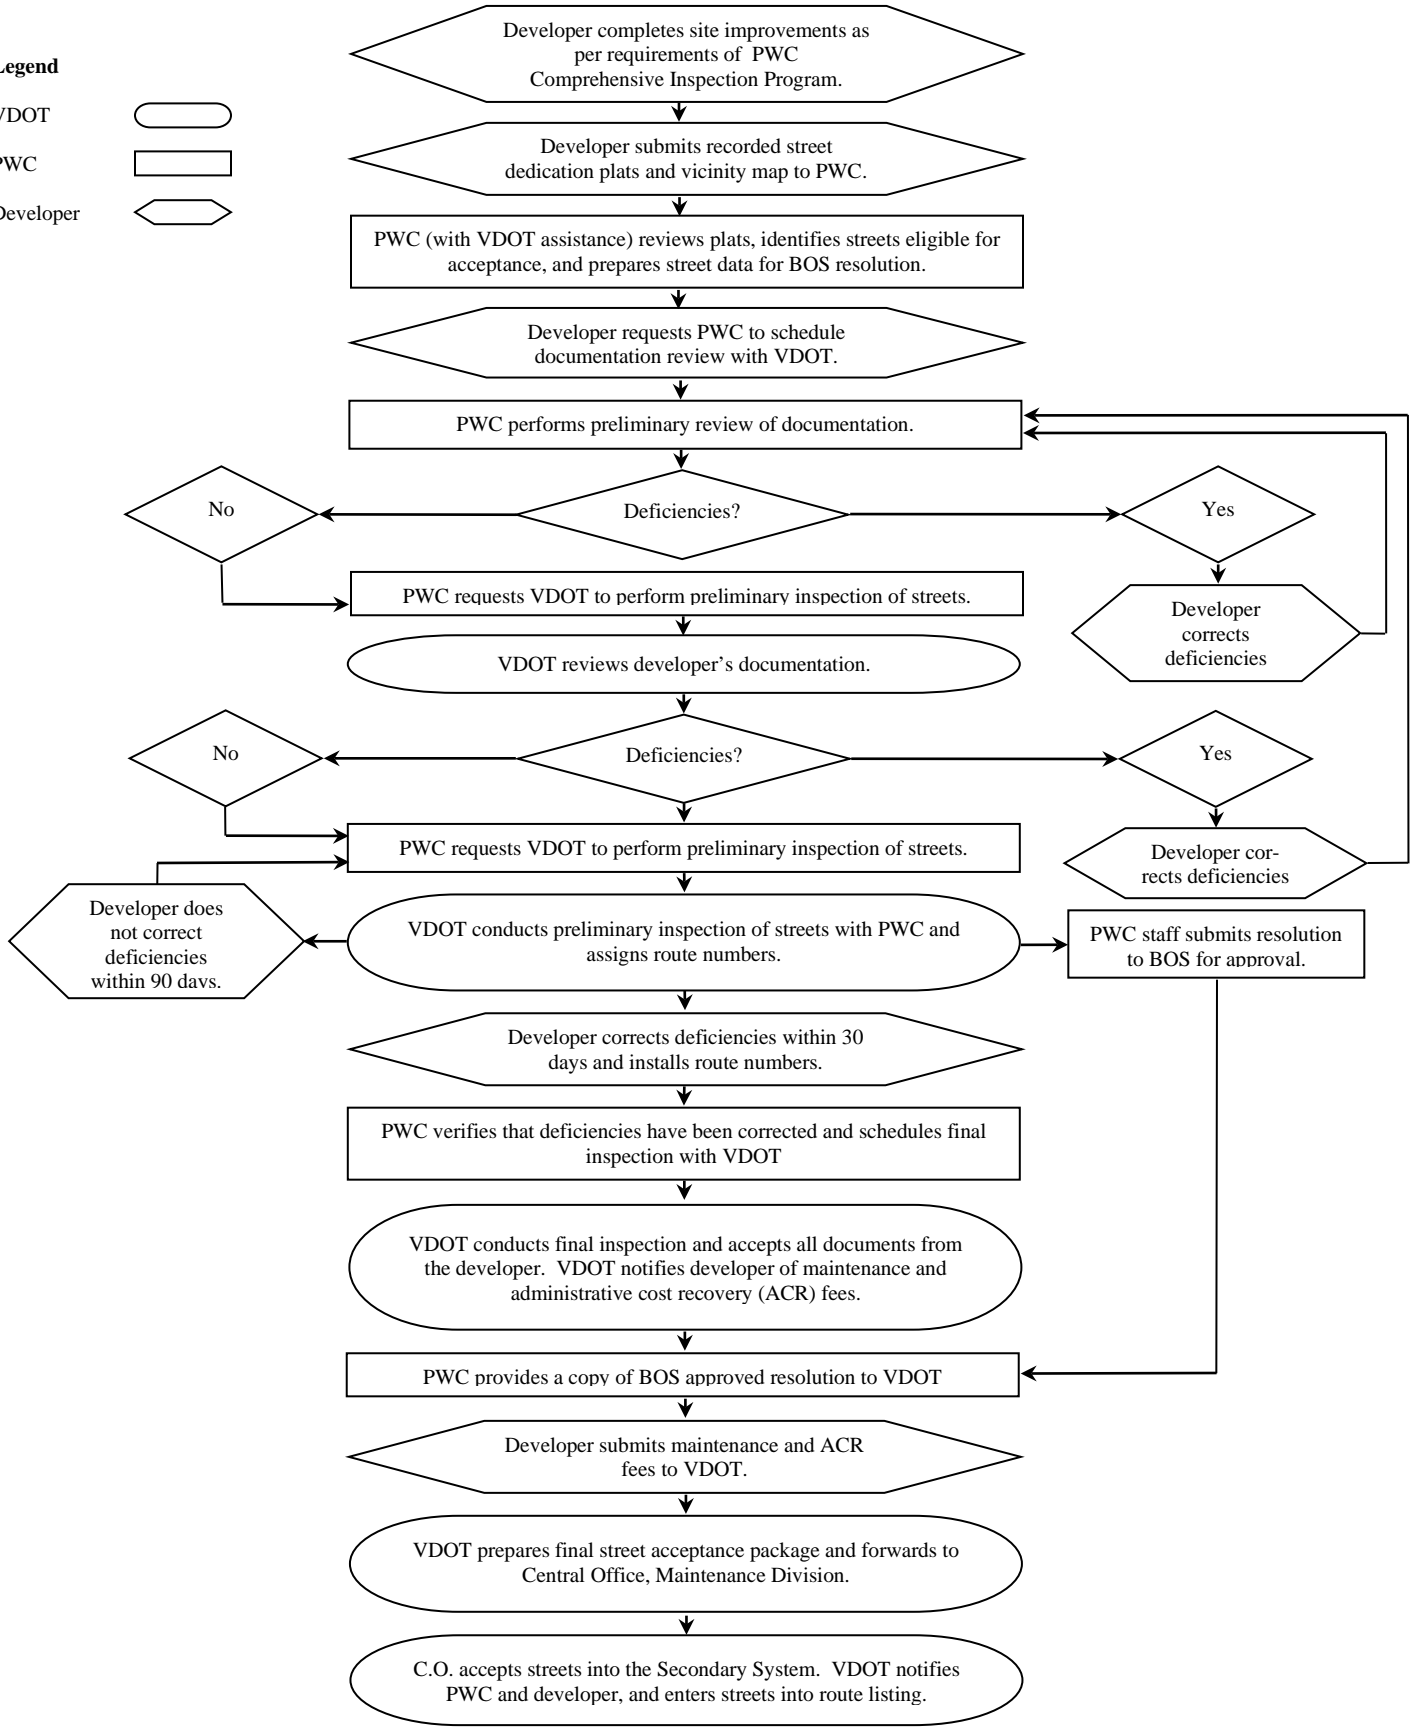 Developer completes site improvements as
per requirements of PWC
Comprehensive Inspection Program.
Legend
VDOT
PWC
Developer
Developer submits recorded street
dedication plats and vicinity map to PWC.
PWC (with VDOT assistance) reviews plats, identifies streets eligible for
acceptance, and prepares street data for BOS resolution.
Developer requests PWC to schedule
documentation review with VDOT.
PWC performs preliminary review of documentation.
No
Deficiencies?
Yes
PWC requests VDOT to perform preliminary inspection of streets.
Developer
corrects
deficiencies
VDOT reviews developer’s documentation.
No
Deficiencies?
Yes
PWC requests VDOT to perform preliminary inspection of streets.
Developer cor-
rects deficiencies
Developer does
not correct
deficiencies
within 90 days.
VDOT conducts preliminary inspection of streets with PWC and
assigns route numbers.
PWC staff submits resolution
to BOS for approval.
Developer corrects deficiencies within 30
days and installs route numbers.
PWC verifies that deficiencies have been corrected and schedules final
inspection with VDOT
VDOT conducts final inspection and accepts all documents from
the developer. VDOT notifies developer of maintenance and
administrative cost recovery (ACR) fees.
PWC provides a copy of BOS approved resolution to VDOT
Developer submits maintenance and ACR
fees to VDOT.
VDOT prepares final street acceptance package and forwards to
Central Office, Maintenance Division.
C.O. accepts streets into the Secondary System. VDOT notifies
PWC and developer, and enters streets into route listing.